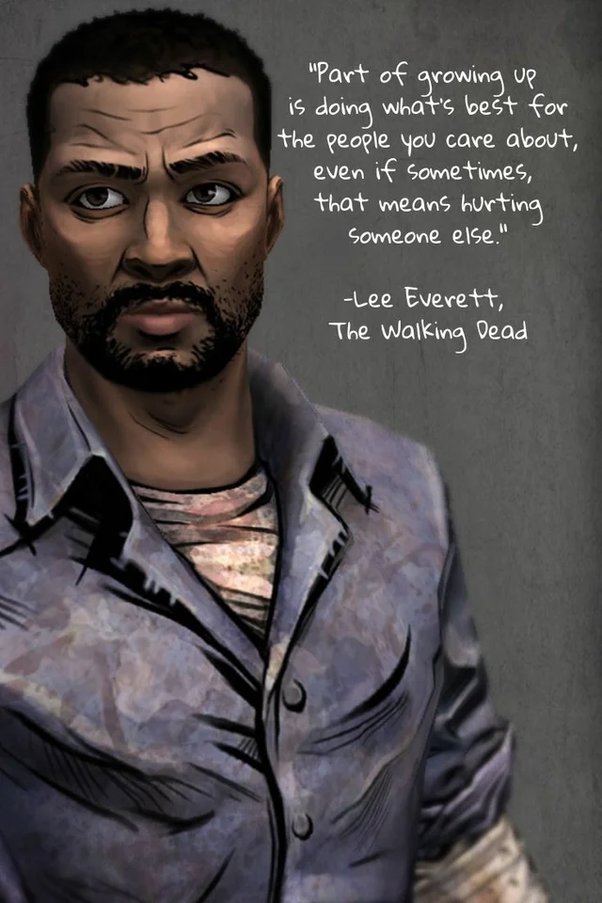 "Part of growing up
is doing what's best for
the people you care about,
even if sometimes,
that means hurting
someone else."
-Lee Everett,
The Walking Dead